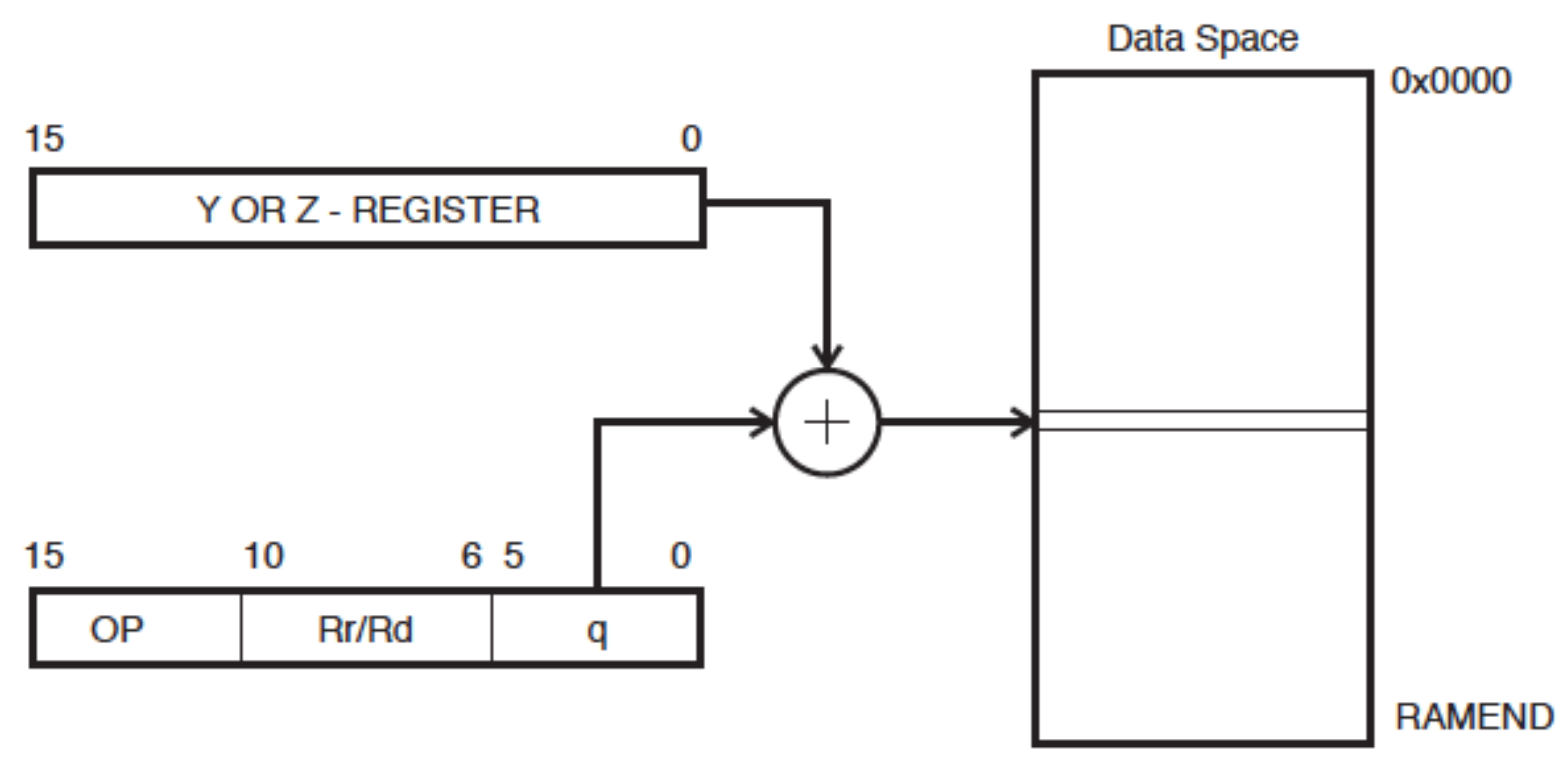 Data Space
0x0000
15 0
Y OR Z - REGISTER
15 10 6 5 0
OP Rr/Rd q
RAMEND